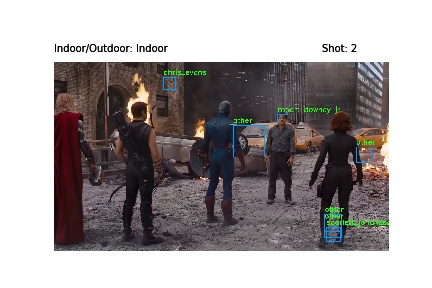 Indoor/Outdoor: Indoor
Shot: 2
chris_evans
robert_downey_jr
other
other
other
other